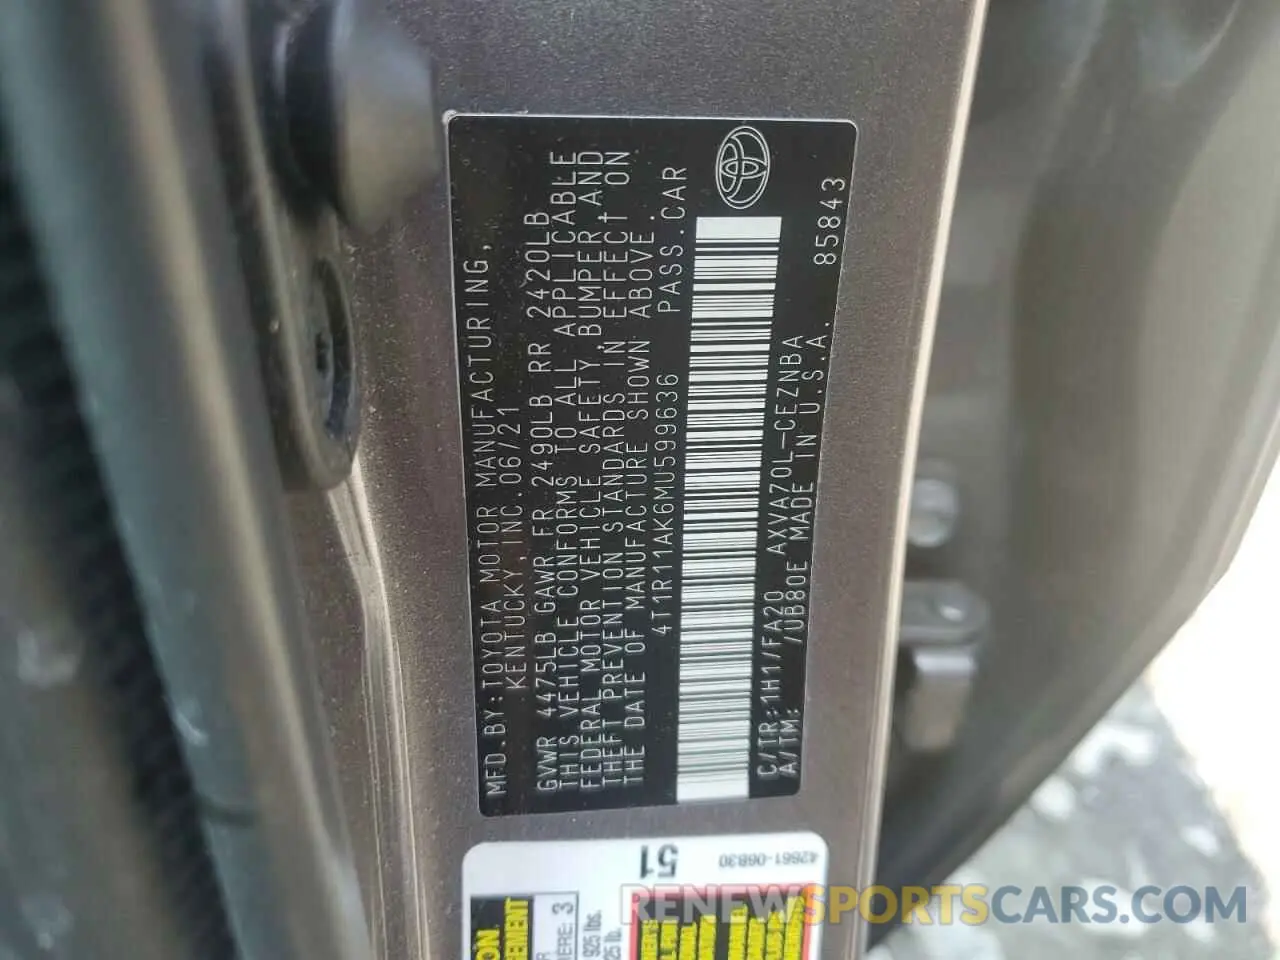 MFD.BY:TOYOTA MOTOR MANUFACTURING,
KENTUCKY,INC.06/21
GVWR 4475LB GAWR FR 2490LB RR 2420LB
THIS VEHICLE CONFORMS TO ALL APPLICABLE
FEDERAL MOTOR VEHICLE SAFETY,BUMPER,AND
THEFT PREVENTION STANDARDS IN EFFECT ON
THE DATE OF MANUFACTURE SHOWN ABOVE.
4T1R11AK6MU599636 PASS.CAR
C/TR:1H1/FA20 AXVA70L-CEZNBA
A/TM: /UB80E MADE IN U.S.A. 85843
51
42661-06B30
3
925 lbs.
RENEWSPORTSCARS.COM